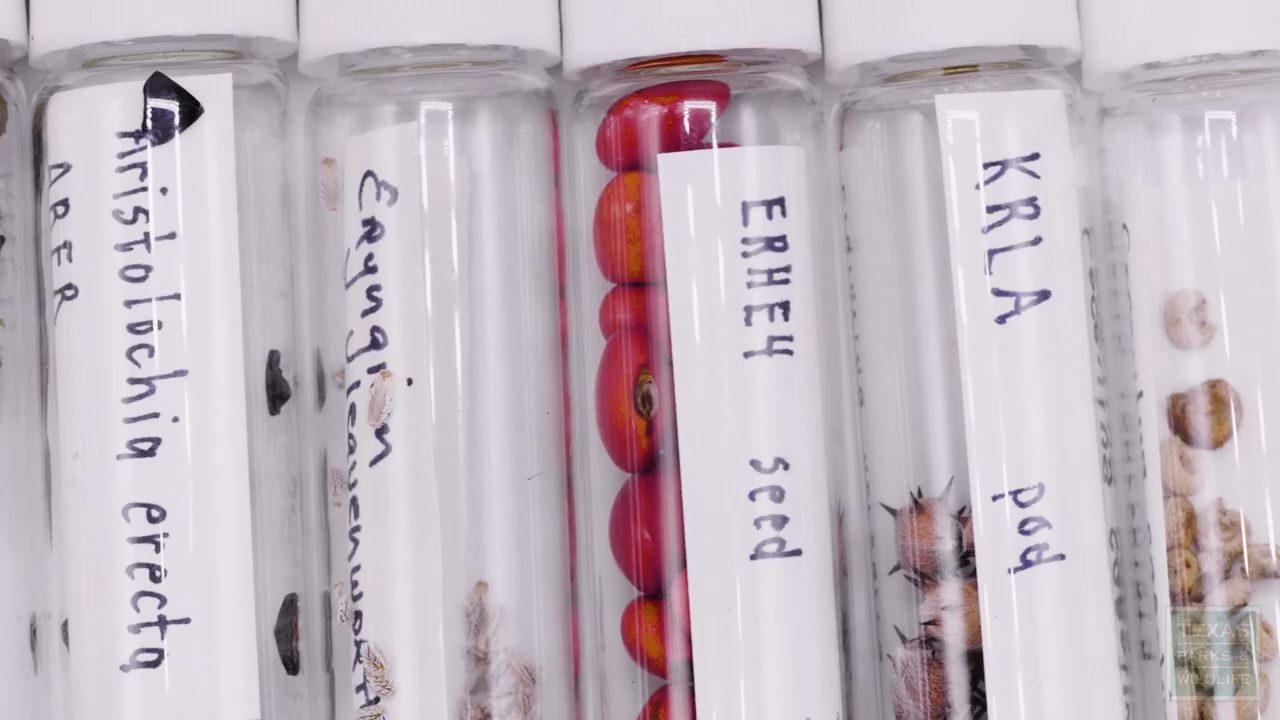 Aristolochia erecta
ARER
Eryngium
leavenworthii
ERHE4 seed
KRLA pod
TEXAS
PARKS &
WILDLIFE